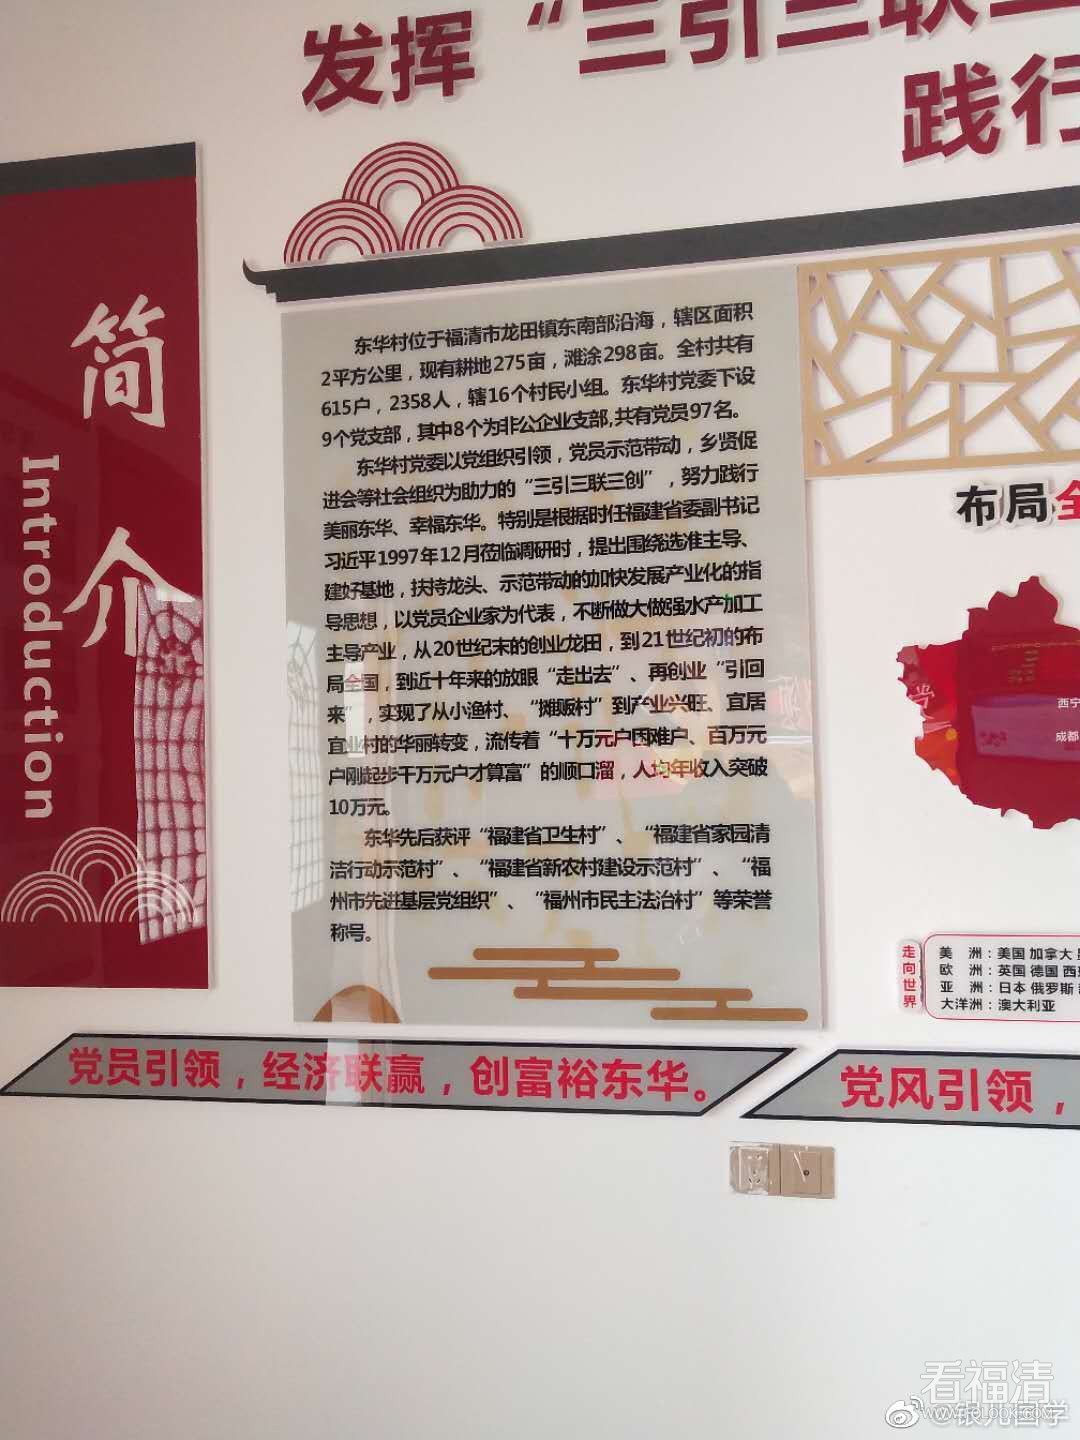 发挥“三引三联三
践行
简介
Introduction
东华村位于福清市龙田镇东南部沿海，辖区面积
2平方公里，现有耕地275亩，滩涂298亩。全村共有
615户，2358人，辖16个村民小组。东华村党委下设
9个党支部，其中8个为非公企业支部,共有党员97名。
东华村党委以党组织引领，党员示范带动，乡贤促
进会等社会组织为助力的“三引三联三创”，努力践行
美丽东华、幸福东华。特别是根据时任福建省委副书记
习近平1997年12月莅临调研时，提出围绕选准主导、
建好基地，扶持龙头、示范带动的加快发展产业化的指
导思想，以党员企业家为代表，不断做大做强水产加工
主导产业，从20世纪末的创业龙田，到21世纪初的布
局全国，到近十年来的放眼“走出去”、再创业“引回
来”，实现了从小渔村、“摊贩村”到产业兴旺、宜居
宜业村的华丽转变，流传着“十万元户困难户、百万元
户刚起步千万元户才算富”的顺口溜，人均年收入突破
10万元。
东华先后获评“福建省卫生村”、“福建省家园清
洁行动示范村”、“福建省新农村建设示范村”、“福
州市先进基层党组织”、“福州市民主法治村”等荣誉
称号。
布局全
西宁
成都
走向世界
美 洲：美国 加拿大
欧 洲：英国 德国 西
亚 洲：日本 俄罗斯
大洋洲：澳大利亚
党员引领，经济联赢，创富裕东华。
党风引领，
看福清
@银儿国学